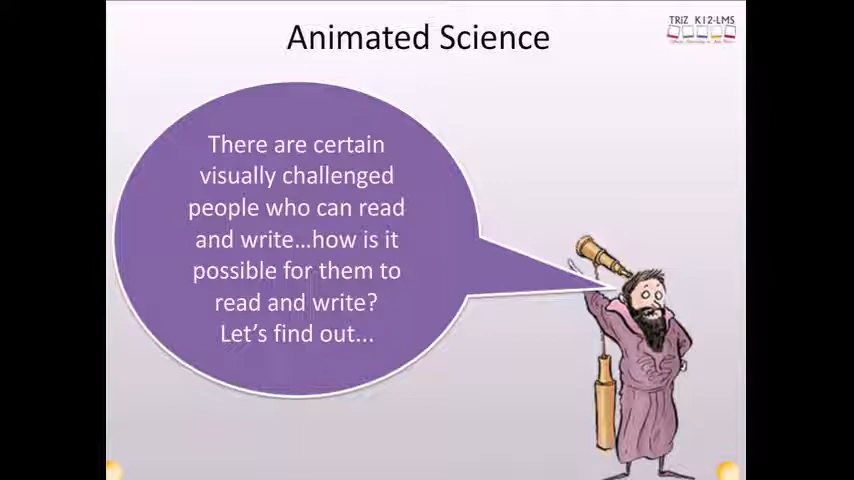 Animated Science
TRIZ K12-LMS
There are certain
visually challenged
people who can read
and write...how is it
possible for them to
read and write?
Let's find out...